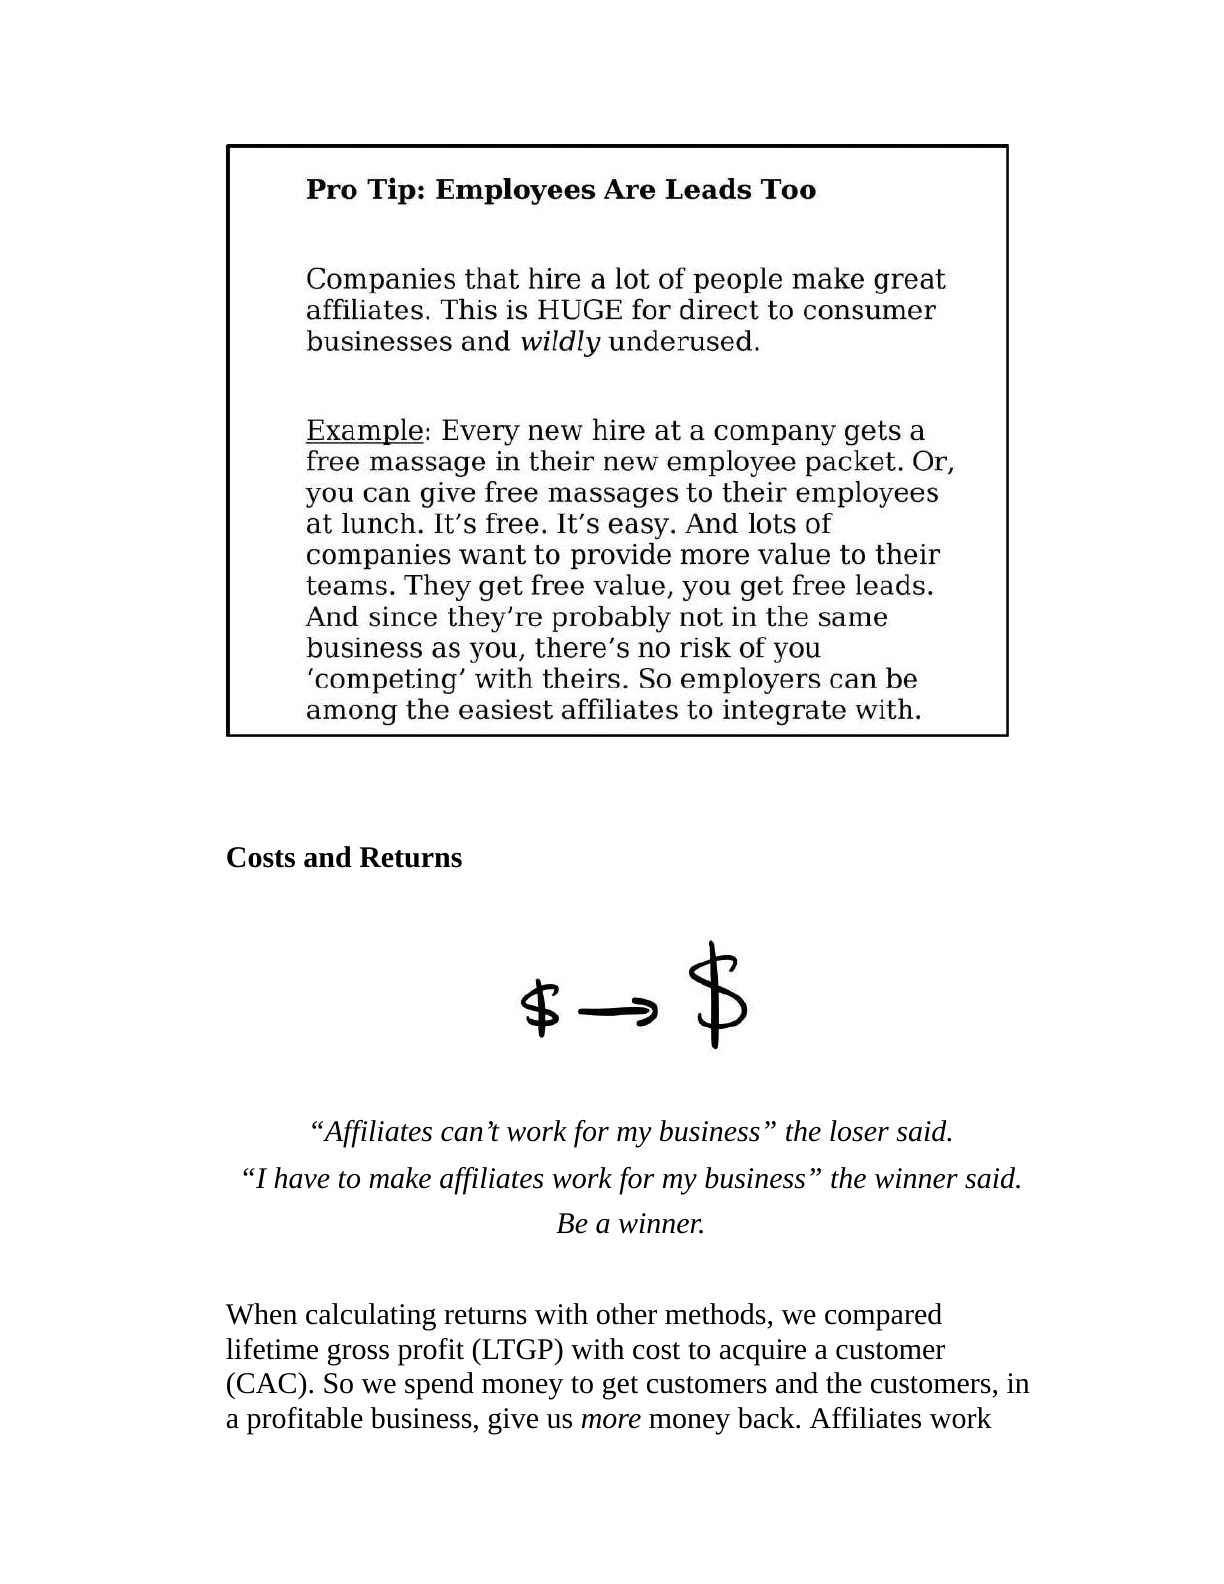 Pro Tip: Employees Are Leads Too
Companies that hire a lot of people make great
affiliates. This is HUGE for direct to consumer
businesses and wildly underused.
Example: Every new hire at a company gets a
free massage in their new employee packet. Or,
you can give free massages to their employees
at lunch. It’s free. It’s easy. And lots of
companies want to provide more value to their
teams. They get free value, you get free leads.
And since they’re probably not in the same
business as you, there’s no risk of you
‘competing’ with theirs. So employers can be
among the easiest affiliates to integrate with.
Costs and Returns
$ → $
“Affiliates can’t work for my business” the loser said.
“I have to make affiliates work for my business” the winner said.
Be a winner.
When calculating returns with other methods, we compared
lifetime gross profit (LTGP) with cost to acquire a customer
(CAC). So we spend money to get customers and the customers, in
a profitable business, give us more money back. Affiliates work